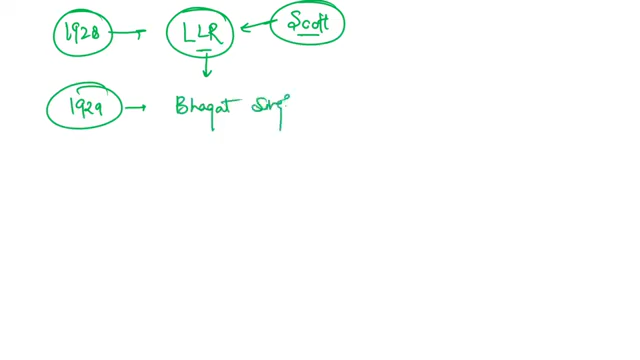 1928 → LLR ← Scott
1929 → Bhagat Sing